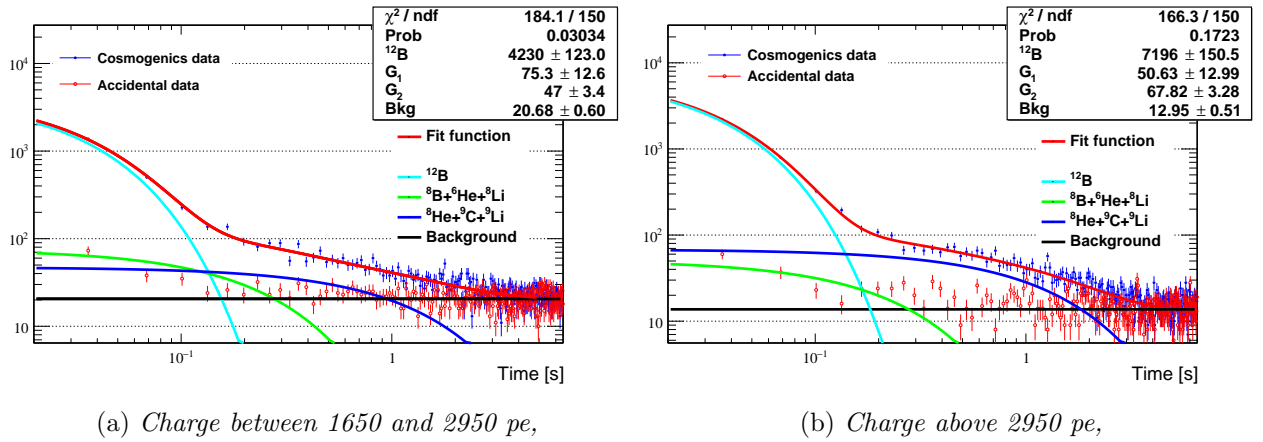 χ² / ndf 184.1 / 150
Prob 0.03034
¹²B 4230 ± 123.0
G₁ 75.3 ± 12.6
G₂ 47 ± 3.4
Bkg 20.68 ± 0.60
Cosmogenics data
Accidental data
Fit function
¹²B
⁸B+⁶He+⁸Li
⁸He+⁹C+⁹Li
Background
10⁴
10³
10²
10
10⁻¹
1
Time [s]
(a) Charge between 1650 and 2950 pe,
χ² / ndf 166.3 / 150
Prob 0.1723
¹²B 7196 ± 150.5
G₁ 50.63 ± 12.99
G₂ 67.82 ± 3.28
Bkg 12.95 ± 0.51
Cosmogenics data
Accidental data
Fit function
¹²B
⁸B+⁶He+⁸Li
⁸He+⁹C+⁹Li
Background
10⁴
10³
10²
10
10⁻¹
1
Time [s]
(b) Charge above 2950 pe,